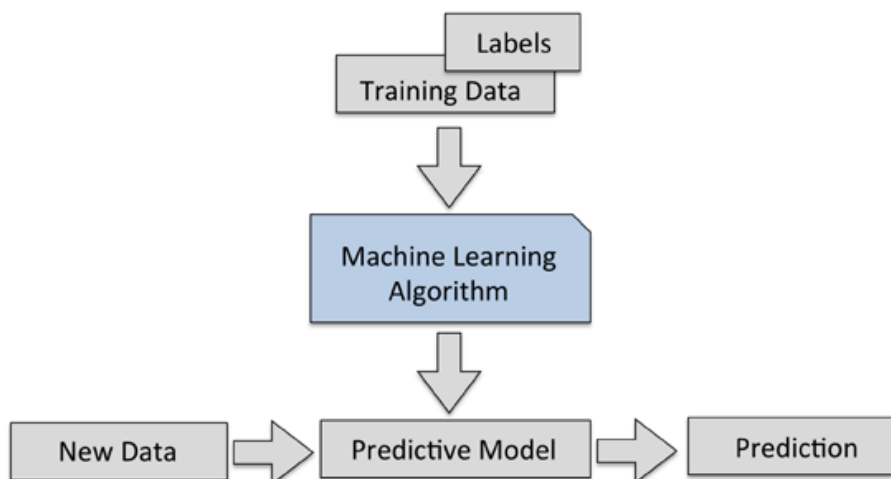 Labels
Training Data
Machine Learning
Algorithm
New Data
Predictive Model
Prediction